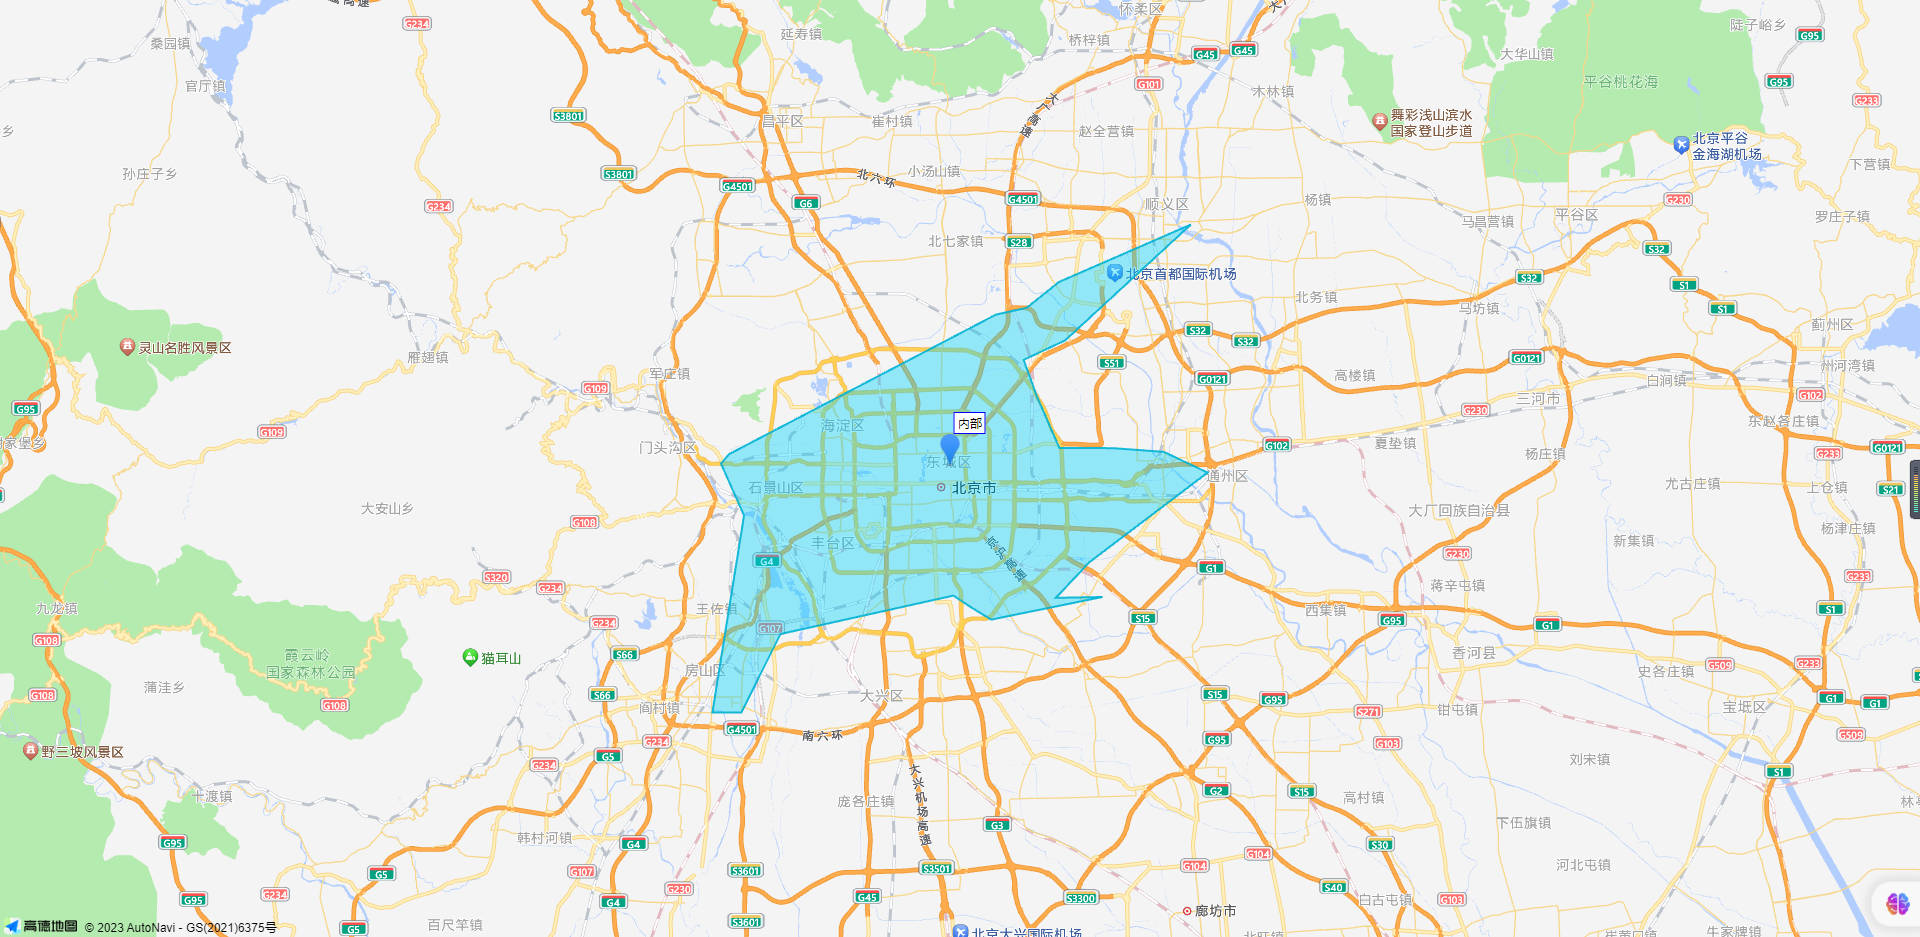 G234
高速
怀柔区
陡子峪乡
桑园镇
延寿镇
桥梓镇
G45
G45
G95
大华山镇
官厅镇
G101
木林镇
平谷桃花海
G95
G233
S3801
昌平区
崔村镇
大广高速
赵全营镇
舞彩浅山滨水
国家登山步道
北京平谷
金海湖机场
孙庄子乡
S3801
G4501
北六环
小汤山镇
下营镇
G234
G6
G4501
顺义区
杨镇
G230
马昌营镇
平谷区
罗庄子镇
北七家镇
S28
S32
北京首都国际机场
S32
S1
北务镇
马坊镇
S1
灵山名胜风景区
雁翅镇
S32
S32
蓟州区
S51
G0121
州河湾镇
军庄镇
G109
G0121
高楼镇
白涧镇
G102
G95
三河市
G230
内部
海淀区
东赵各庄镇
G109
门头沟区
G102
夏垫镇
G0121
杨庄镇
G233
东城区
石景山区
北京市
通州区
尤古庄镇
上仓镇
S21
大安山乡
大厂回族自治县
G108
杨津庄镇
丰台区
京沪高速
新集镇
G230
G4
G1
S320
G234
G233
蒋辛屯镇
九龙镇
王佐镇
西集镇
S1
G234
G107
S15
G95
G1
G108
霞云岭
国家森林公园
猫耳山
S66
香河县
G509
G233
房山区
史各庄镇
蒲洼乡
G108
S66
大兴区
S15
G95
G1
G1
G108
阎村镇
S271
钳屯镇
宝坻区
G4501
南六环
G234
G95
G103
G509
野三坡风景区
G5
G234
刘宋镇
S1
大兴机场高速
十渡镇
庞各庄镇
G2
S15
高村镇
G3
下伍旗镇
G95
韩村河镇
G4
S30
G104
G104
河北屯镇
G5
G107
S3601
S3501
G230
G45
S3300
S40
G234
G95
G4
白古屯镇
G103
廊坊市
S3601
百尺竿镇
G5
北京大兴国际机场
高德地图 © 2023 AutoNavi - GS(2021)6375号